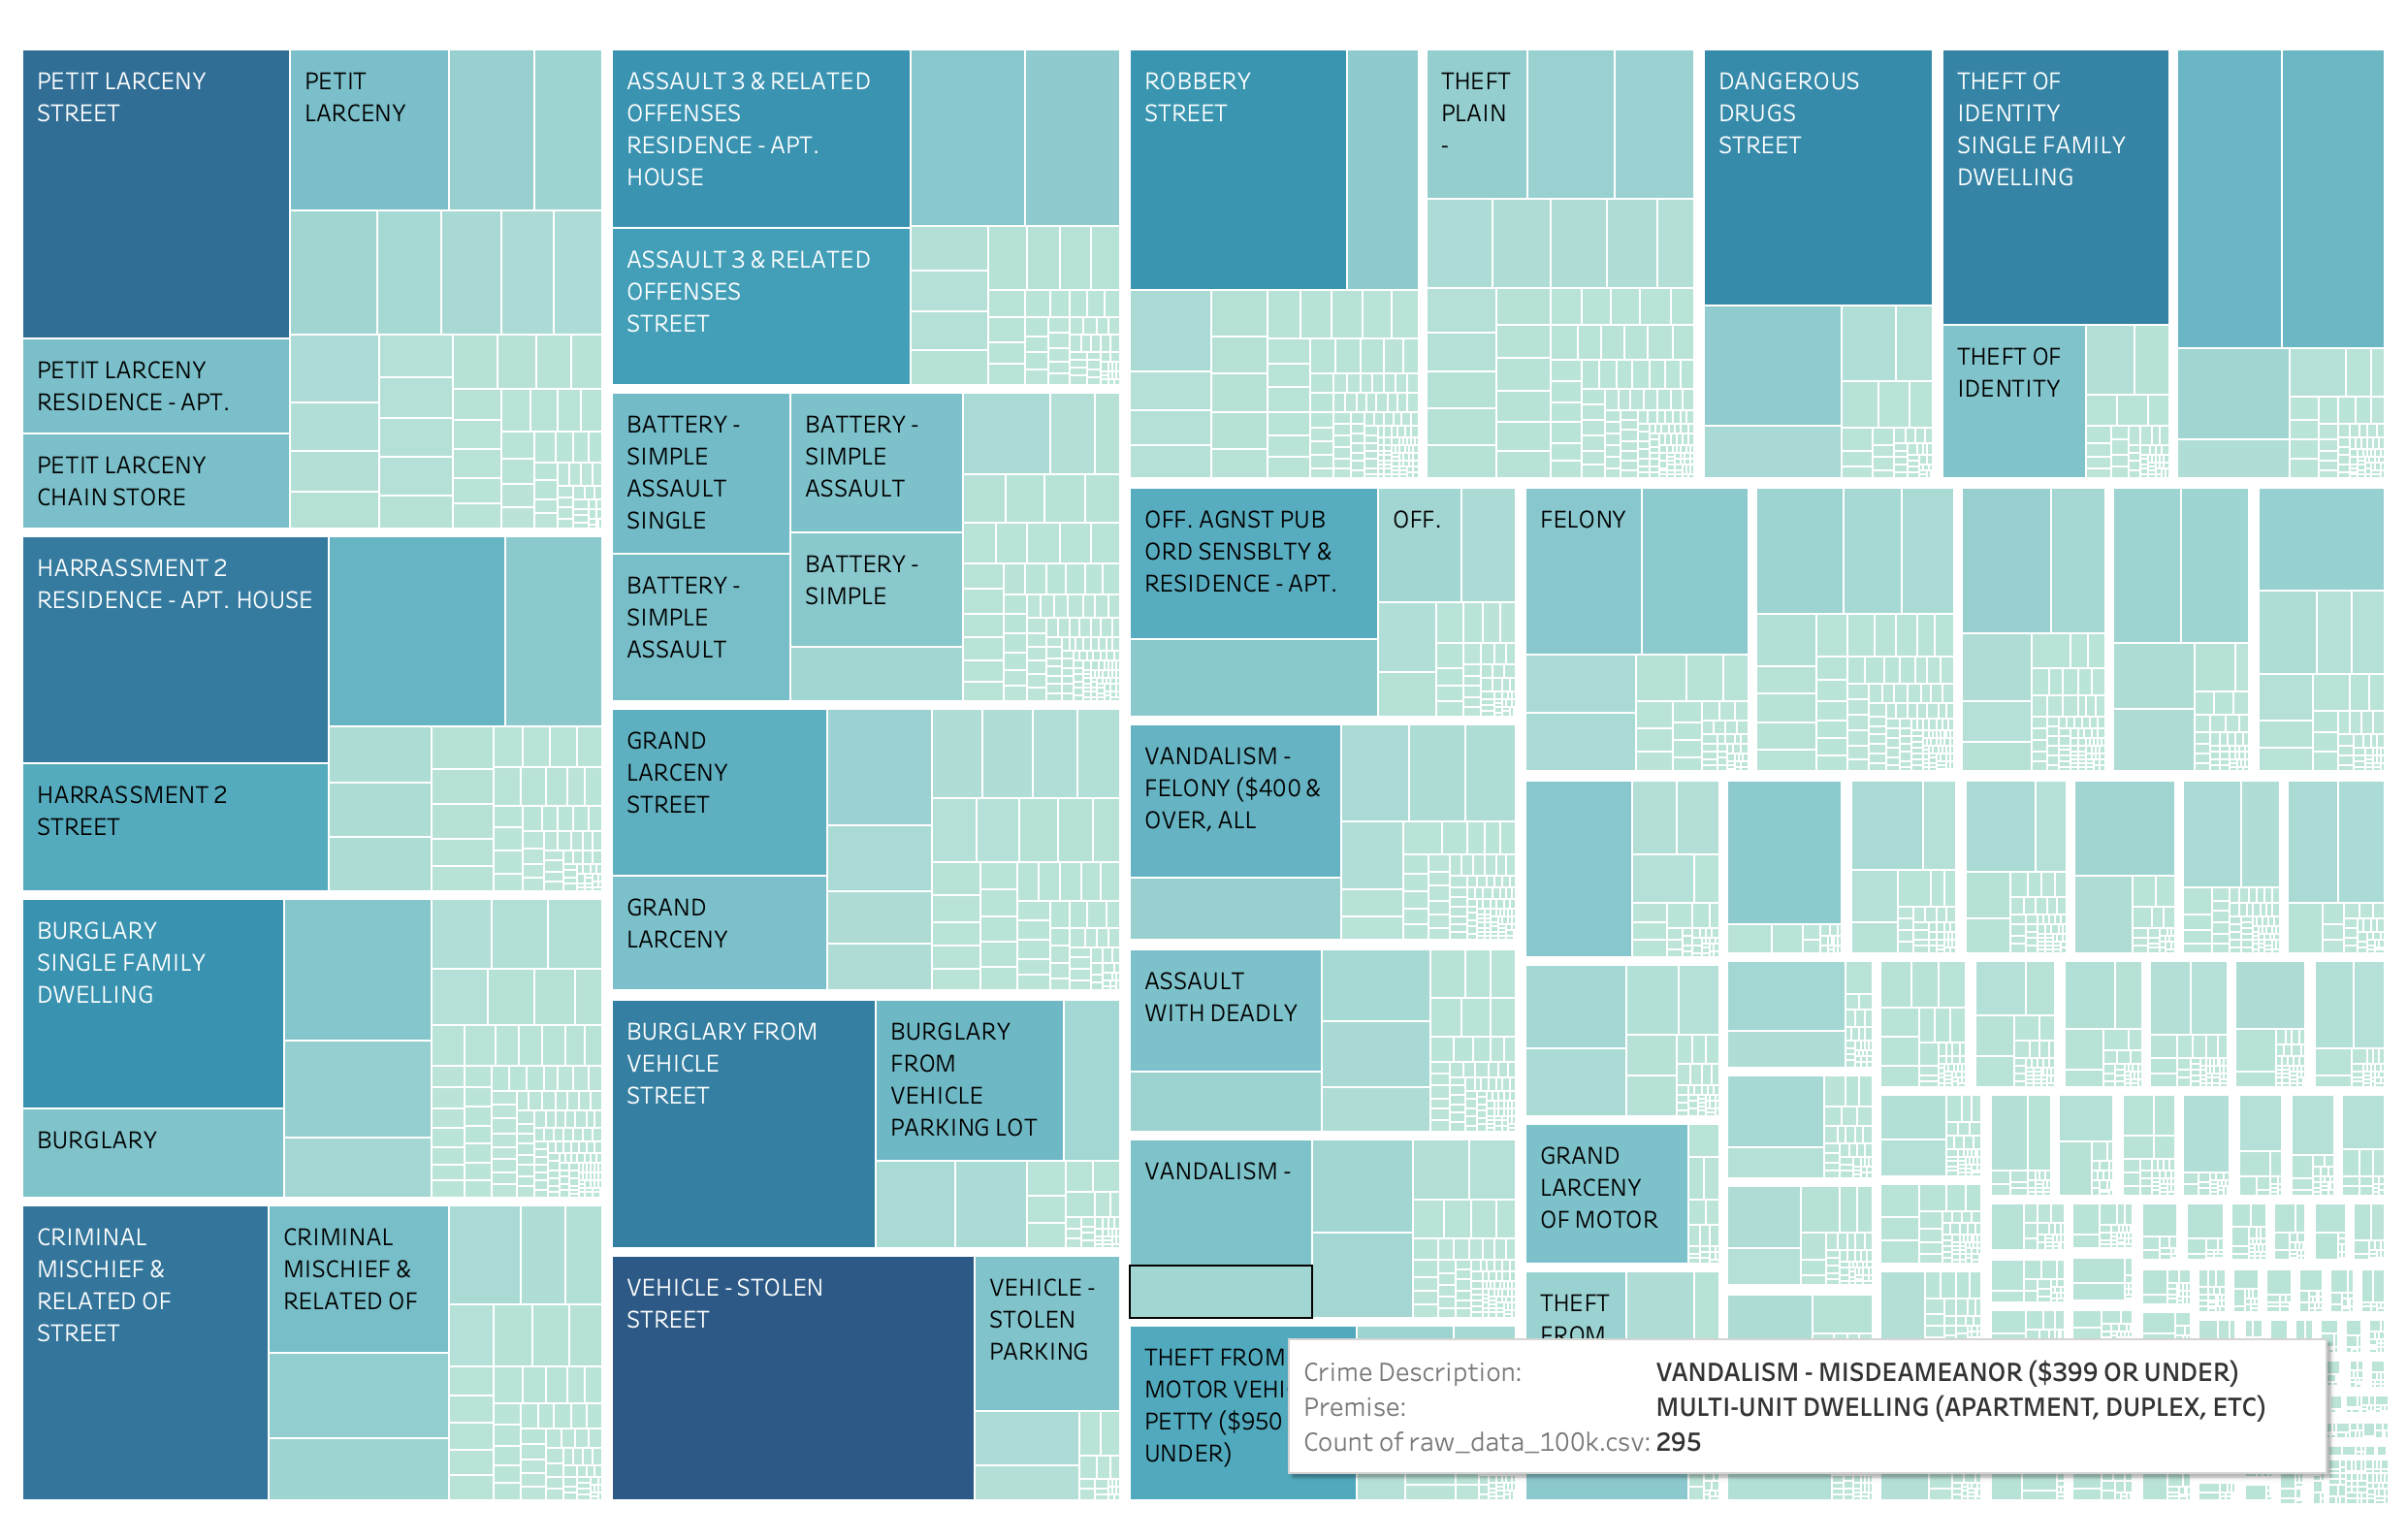 PETIT LARCENY
STREET
PETIT
LARCENY
PETIT LARCENY
RESIDENCE - APT.
PETIT LARCENY
CHAIN STORE
HARRASSMENT 2
RESIDENCE - APT. HOUSE
HARRASSMENT 2
STREET
BURGLARY
SINGLE FAMILY
DWELLING
BURGLARY
CRIMINAL
MISCHIEF &
RELATED OF
STREET
CRIMINAL
MISCHIEF &
RELATED OF
ASSAULT 3 & RELATED
OFFENSES
RESIDENCE - APT.
HOUSE
ASSAULT 3 & RELATED
OFFENSES
STREET
BATTERY -
SIMPLE
ASSAULT
SINGLE
BATTERY -
SIMPLE
ASSAULT
BATTERY -
SIMPLE
ASSAULT
BATTERY -
SIMPLE
GRAND
LARCENY
STREET
GRAND
LARCENY
BURGLARY FROM
VEHICLE
STREET
BURGLARY
FROM
VEHICLE
PARKING LOT
VEHICLE - STOLEN
STREET
VEHICLE -
STOLEN
PARKING
ROBBERY
STREET
THEFT
PLAIN
-
DANGEROUS
DRUGS
STREET
THEFT OF
IDENTITY
SINGLE FAMILY
DWELLING
THEFT OF
IDENTITY
OFF. AGNST PUB
ORD SENSBLTY &
RESIDENCE - APT.
OFF.
FELONY
VANDALISM -
FELONY ($400 &
OVER, ALL
ASSAULT
WITH DEADLY
VANDALISM -
GRAND
LARCENY
OF MOTOR
THEFT
FROM
THEFT FROM
MOTOR VEHI
PETTY ($950
UNDER)
Crime Description: VANDALISM - MISDEAMEANOR ($399 OR UNDER)
Premise: MULTI-UNIT DWELLING (APARTMENT, DUPLEX, ETC)
Count of raw_data_100k.csv: 295